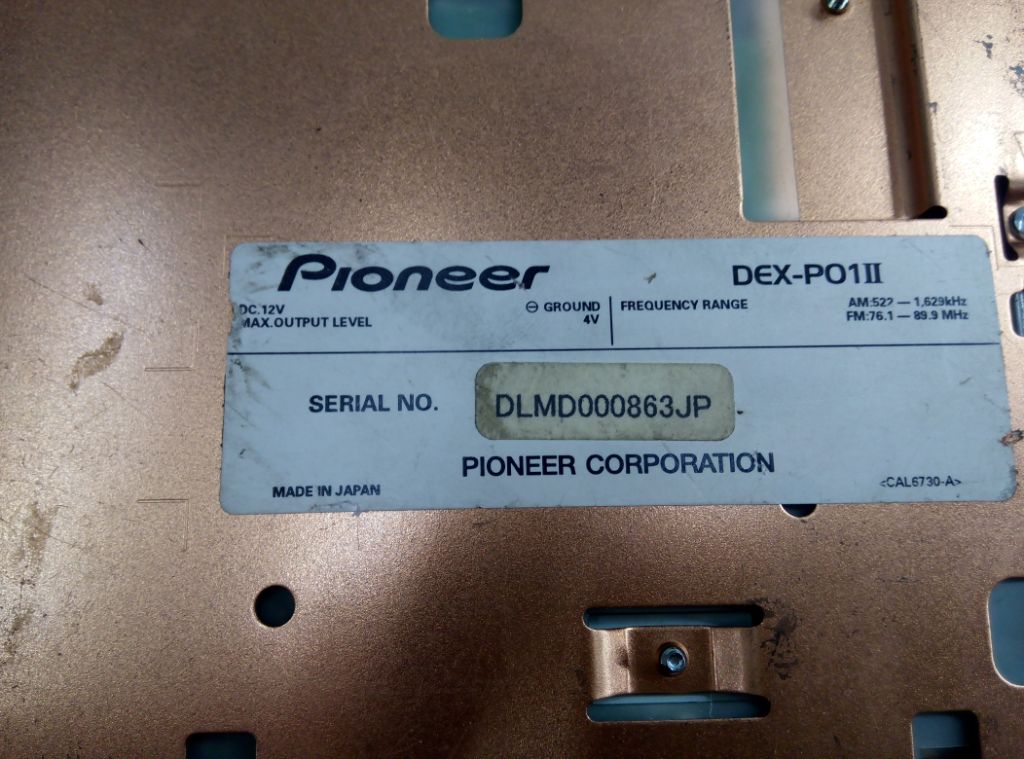 Pioneer
DEX-P01II
DC.12V
⊖ GROUND
MAX.OUTPUT LEVEL
4V
FREQUENCY RANGE
AM:522 — 1,629kHz
FM:76.1 — 89.9 MHz
SERIAL NO.
DLMD000863JP
PIONEER CORPORATION
MADE IN JAPAN
<CAL6730-A>